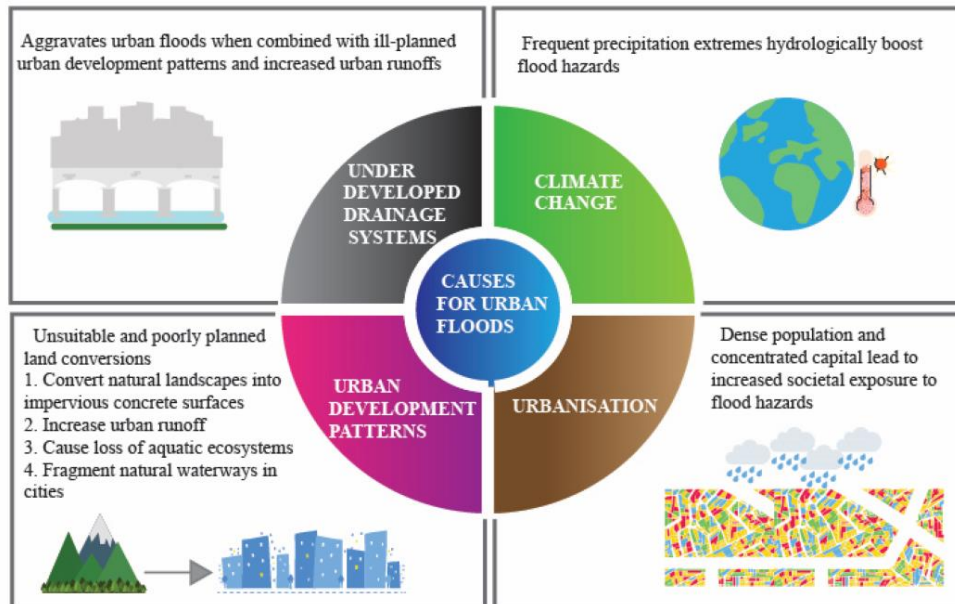 Aggravates urban floods when combined with ill-planned
urban development patterns and increased urban runoffs
Frequent precipitation extremes hydrologically boost
flood hazards
UNDER
DEVELOPED
DRAINAGE
SYSTEMS
CLIMATE
CHANGE
CAUSES
FOR URBAN
FLOODS
URBAN
DEVELOPMENT
PATTERNS
URBANISATION
Unsuitable and poorly planned
land conversions
1. Convert natural landscapes into
impervious concrete surfaces
2. Increase urban runoff
3. Cause loss of aquatic ecosystems
4. Fragment natural waterways in
cities
Dense population and
concentrated capital lead to
increased societal exposure to
flood hazards